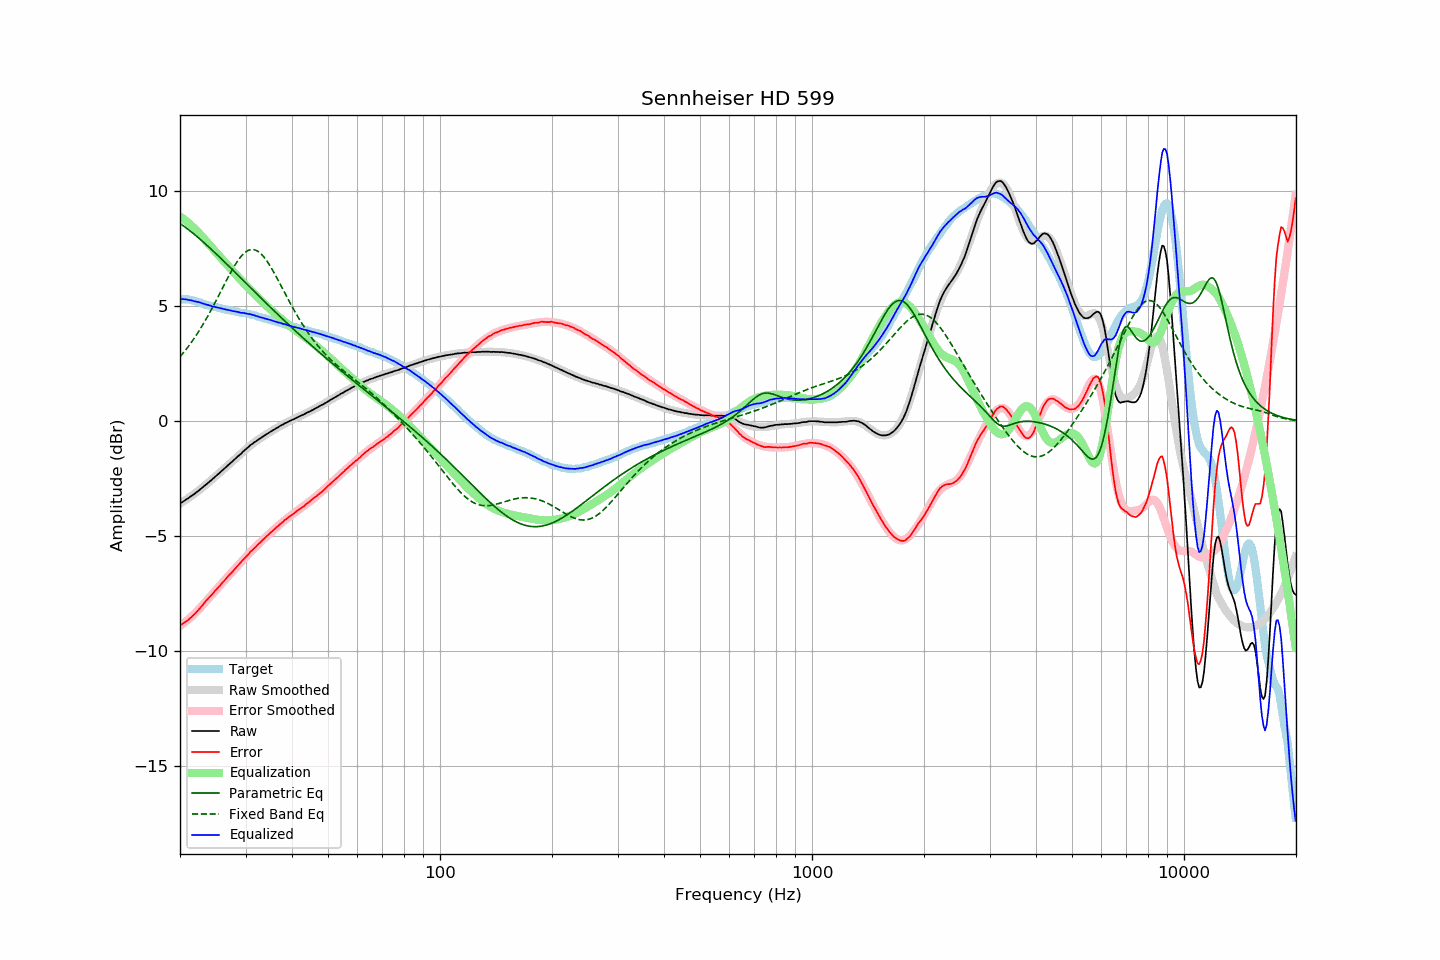 Sennheiser HD 599
10
5
0
−5
−10
−15
Amplitude (dBr)
Target
Raw Smoothed
Error Smoothed
Raw
Error
Equalization
Parametric Eq
Fixed Band Eq
Equalized
100
1000
10000
Frequency (Hz)